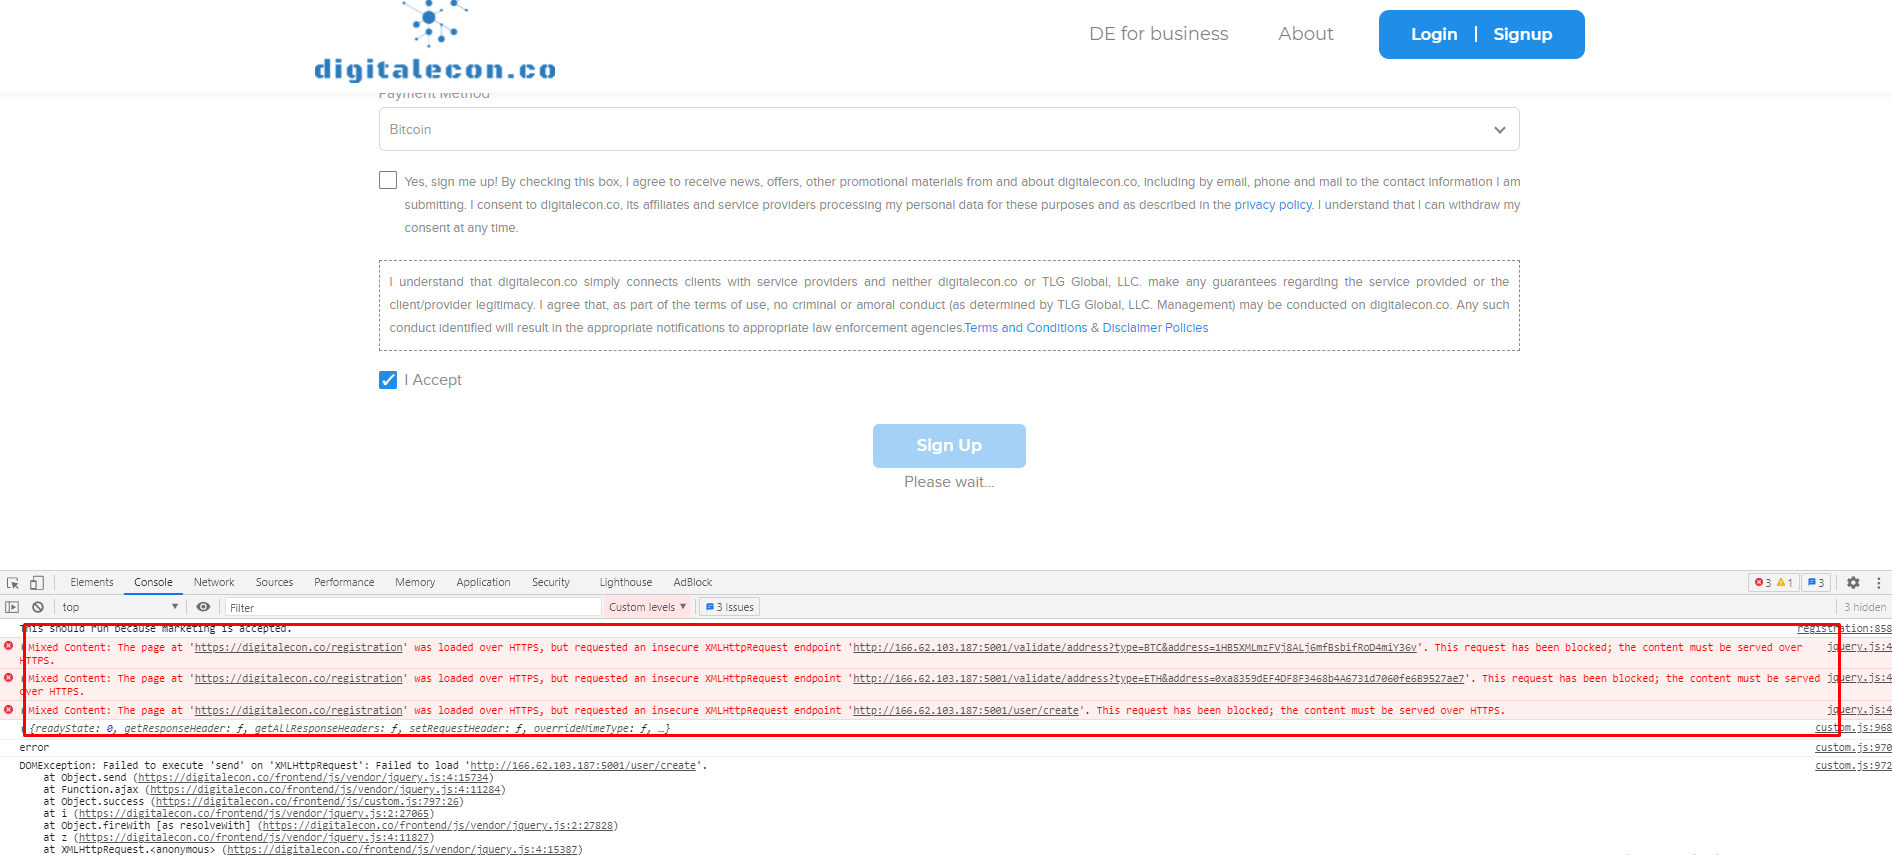 DE for business
About
Login | Signup
digitalecon.co
Payment Method
Bitcoin
Yes, sign me up! By checking this box, I agree to receive news, offers, other promotional materials from and about digitalecon.co, including by email, phone and mail to the contact information I am
submitting. I consent to digitalecon.co, its affiliates and service providers processing my personal data for these purposes and as described in the privacy policy. I understand that I can withdraw my
consent at any time.
I understand that digitalecon.co simply connects clients with service providers and neither digitalecon.co or TLG Global, LLC. make any guarantees regarding the service provided or the
client/provider legitimacy. I agree that, as part of the terms of use, no criminal or amoral conduct (as determined by TLG Global, LLC. Management) may be conducted on digitalecon.co. Any such
conduct identified will result in the appropriate notifications to appropriate law enforcement agencies.Terms and Conditions & Disclaimer Policies
I Accept
Sign Up
Please wait...
Elements Console Network Sources Performance Memory Application Security Lighthouse AdBlock 3 1 3
top Filter Custom levels 3 Issues 3 hidden
This should run because marketing is accepted. registration:858
Mixed Content: The page at 'https://digitalecon.co/registration' was loaded over HTTPS, but requested an insecure XMLHttpRequest endpoint 'http://166.62.103.187:5001/validate/address?type=BTC&address=1HB5XMLmzFVj8ALj6mfBsbifRoD4miY36v'. This request has been blocked; the content must be served over jquery.js:4
HTTPS.
Mixed Content: The page at 'https://digitalecon.co/registration' was loaded over HTTPS, but requested an insecure XMLHttpRequest endpoint 'http://166.62.103.187:5001/validate/address?type=ETH&address=0xa8359dEF4DF8F3468b4A6731d7060fe6B9527ae7'. This request has been blocked; the content must be served jquery.js:4
over HTTPS.
Mixed Content: The page at 'https://digitalecon.co/registration' was loaded over HTTPS, but requested an insecure XMLHttpRequest endpoint 'http://166.62.103.187:5001/user/create'. This request has been blocked; the content must be served over HTTPS. jquery.js:4
{readyState: 0, getResponseHeader: ƒ, getAllResponseHeaders: ƒ, setRequestHeader: ƒ, overrideMimeType: ƒ, …} custom.js:968
error custom.js:970
DOMException: Failed to execute 'send' on 'XMLHttpRequest': Failed to load 'http://166.62.103.187:5001/user/create'. custom.js:972
at Object.send (https://digitalecon.co/frontend/js/vendor/jquery.js:4:15734)
at Function.ajax (https://digitalecon.co/frontend/js/vendor/jquery.js:4:11284)
at Object.success (https://digitalecon.co/frontend/js/custom.js:797:26)
at i (https://digitalecon.co/frontend/js/vendor/jquery.js:2:27065)
at Object.fireWith [as resolveWith] (https://digitalecon.co/frontend/js/vendor/jquery.js:2:27828)
at z (https://digitalecon.co/frontend/js/vendor/jquery.js:4:11827)
at XMLHttpRequest.<anonymous> (https://digitalecon.co/frontend/js/vendor/jquery.js:4:15387)